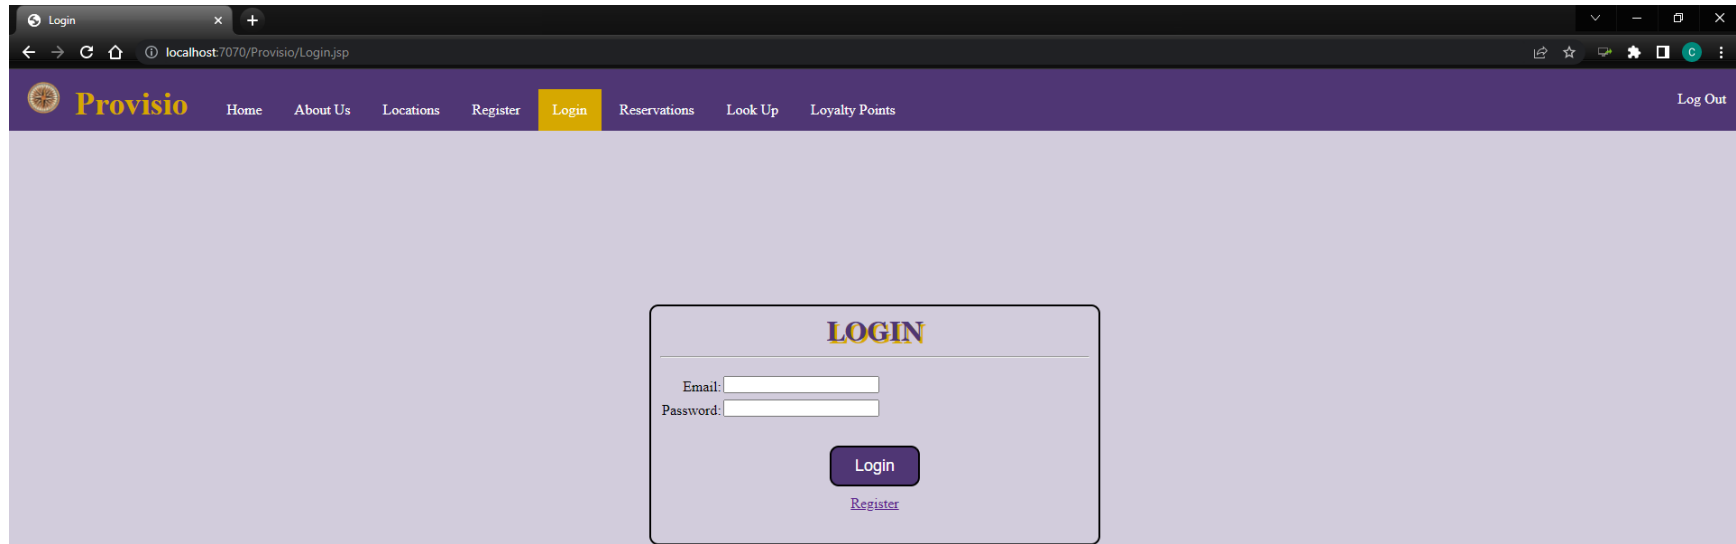 Login
localhost:7070/Provisio/Login.jsp
C
Provisio Home About Us Locations Register Login Reservations Look Up Loyalty Points Log Out
LOGIN
Email:
Password:
Login
Register